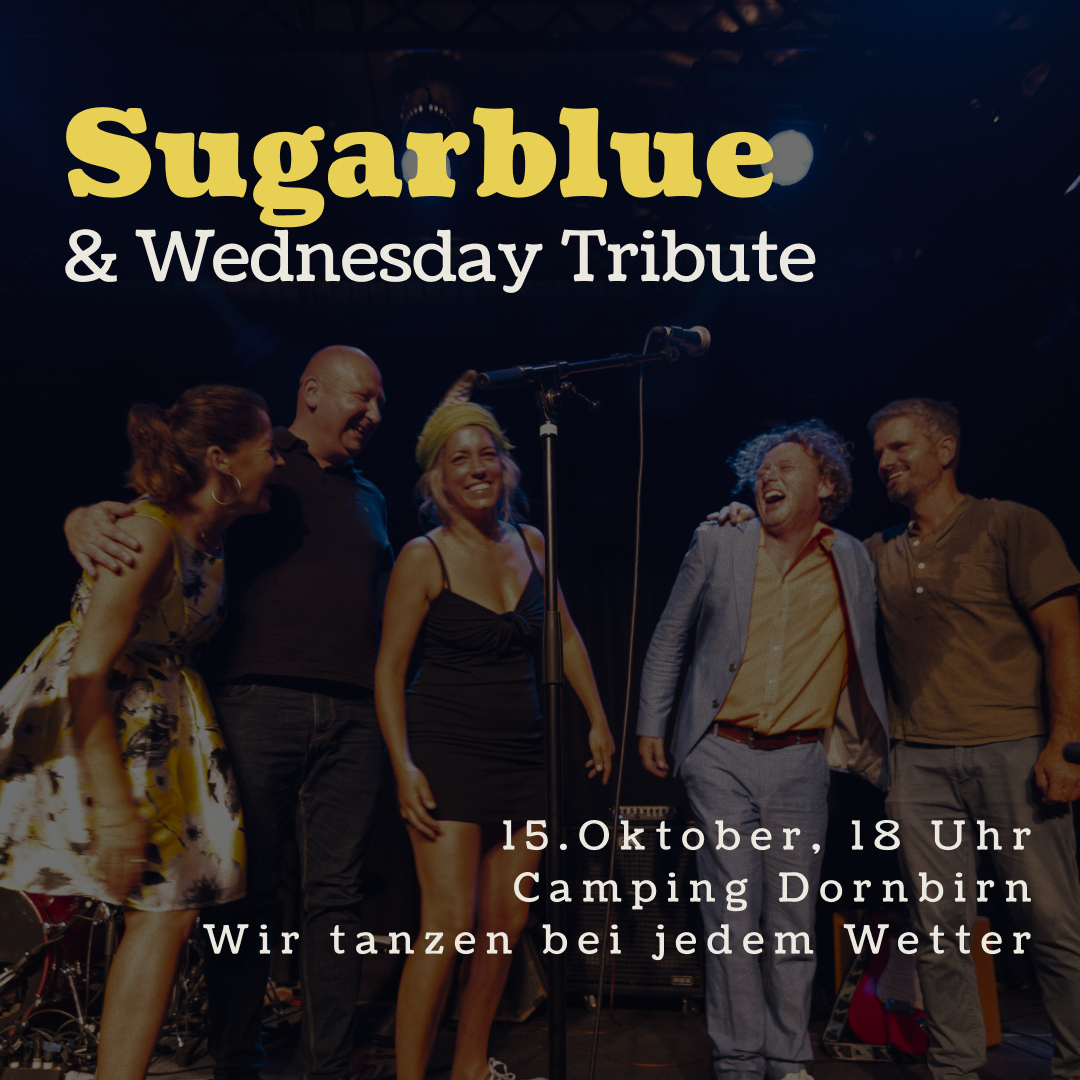 Sugarblue
& Wednesday Tribute
15.Oktober, 18 Uhr
Camping Dornbirn
Wir tanzen bei jedem Wetter